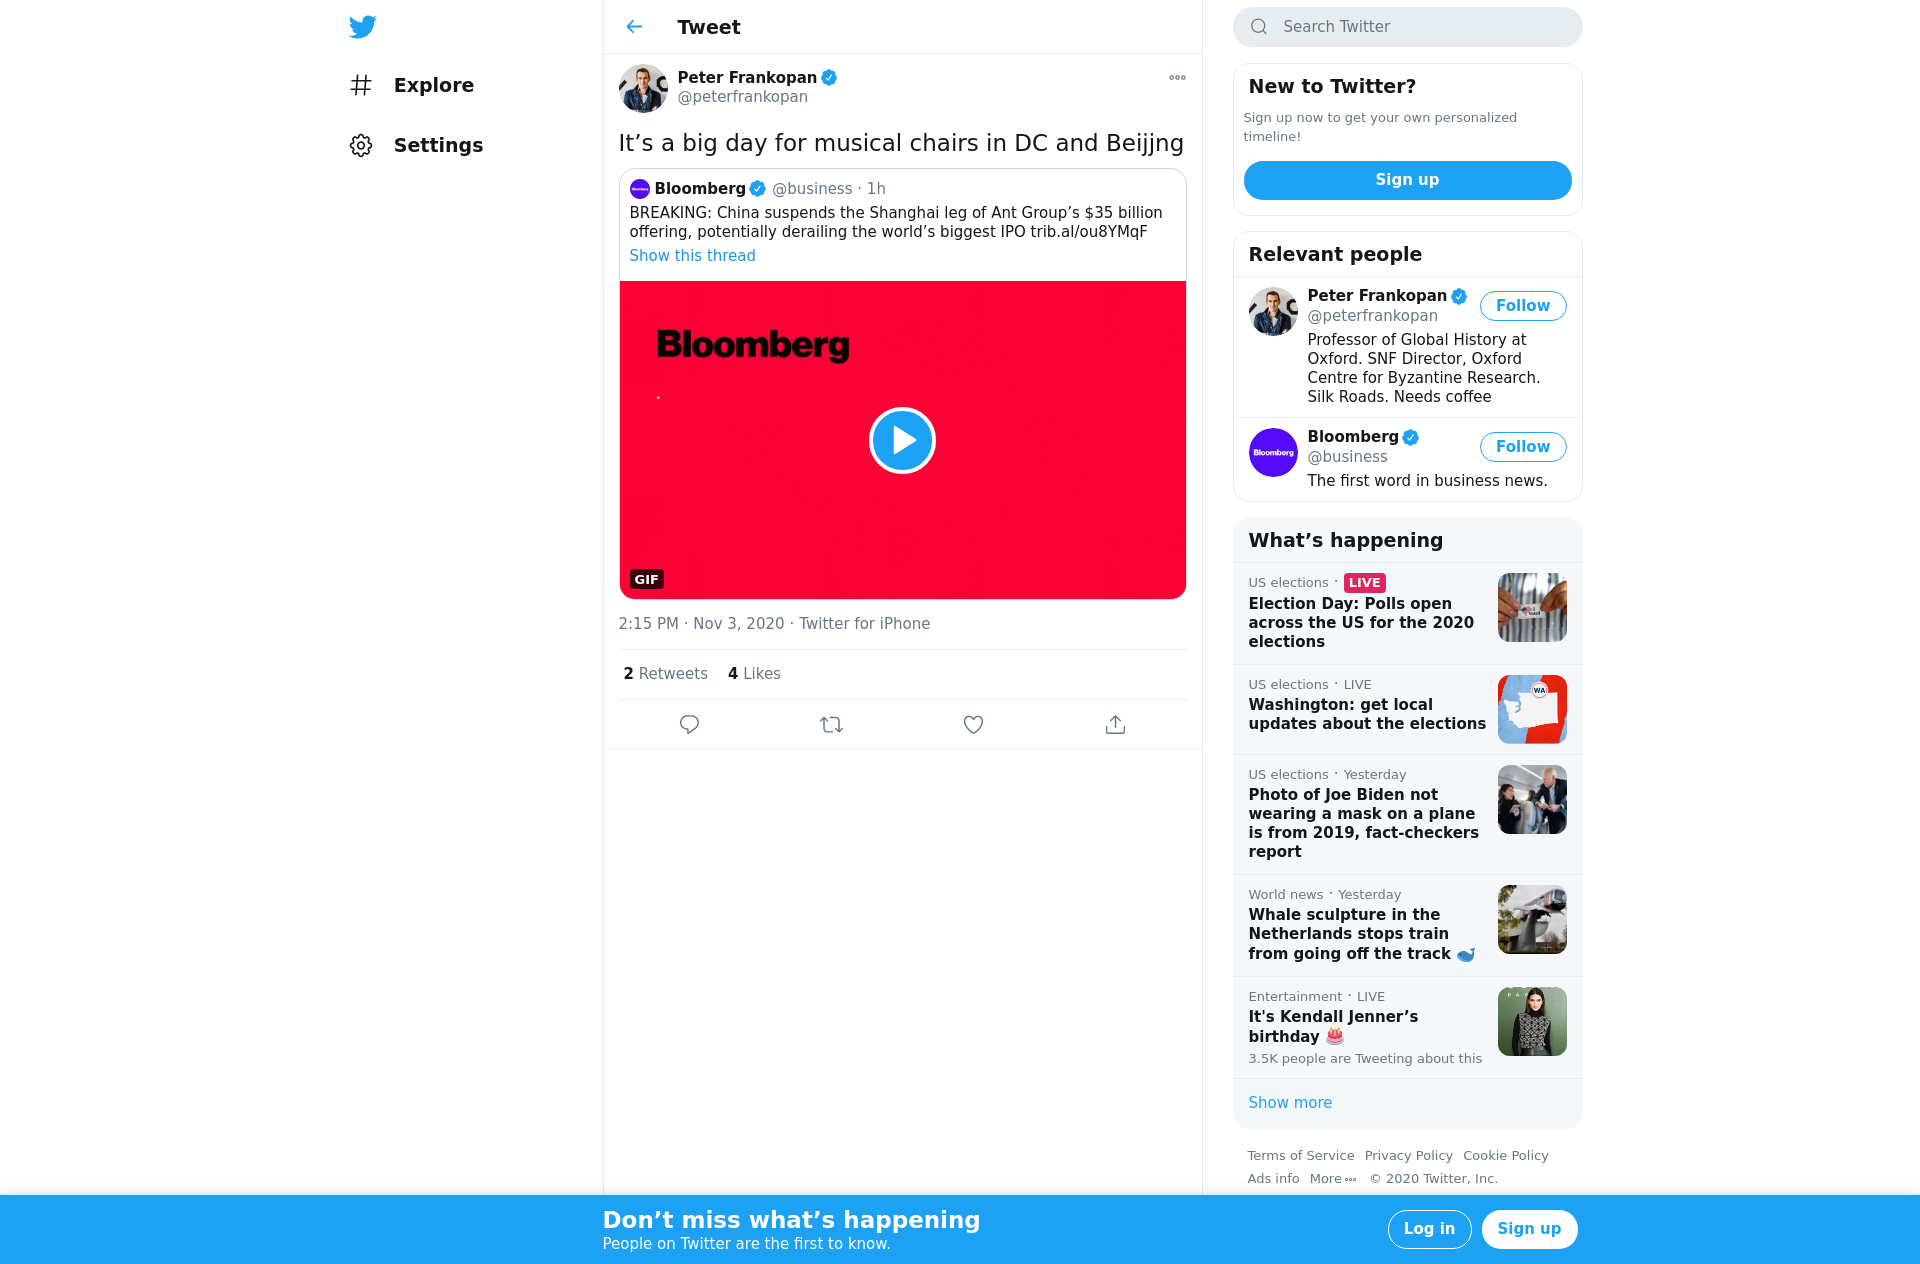 Explore
Settings
Tweet
Peter Frankopan
@peterfrankopan
It’s a big day for musical chairs in DC and Beijjng
Bloomberg @business · 1h
BREAKING: China suspends the Shanghai leg of Ant Group’s $35 billion
offering, potentially derailing the world’s biggest IPO trib.al/ou8YMqF
Show this thread
Bloomberg
GIF
2:15 PM · Nov 3, 2020 · Twitter for iPhone
2 Retweets 4 Likes
Search Twitter
New to Twitter?
Sign up now to get your own personalized
timeline!
Sign up
Relevant people
Peter Frankopan
@peterfrankopan
Follow
Professor of Global History at
Oxford. SNF Director, Oxford
Centre for Byzantine Research.
Silk Roads. Needs coffee
Bloomberg
Bloomberg
@business
Follow
The first word in business news.
What’s happening
US elections · LIVE
Election Day: Polls open
across the US for the 2020
elections
US elections · LIVE
Washington: get local
updates about the elections
WA
US elections · Yesterday
Photo of Joe Biden not
wearing a mask on a plane
is from 2019, fact-checkers
report
World news · Yesterday
Whale sculpture in the
Netherlands stops train
from going off the track 🐋
Entertainment · LIVE
It's Kendall Jenner’s
birthday 🎂
3.5K people are Tweeting about this
Show more
Terms of Service Privacy Policy Cookie Policy
Ads info More © 2020 Twitter, Inc.
Don’t miss what’s happening
People on Twitter are the first to know.
Log in
Sign up